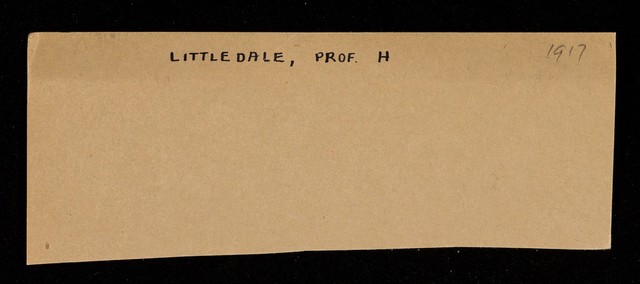 LITTLEDALE, PROF. H 1917